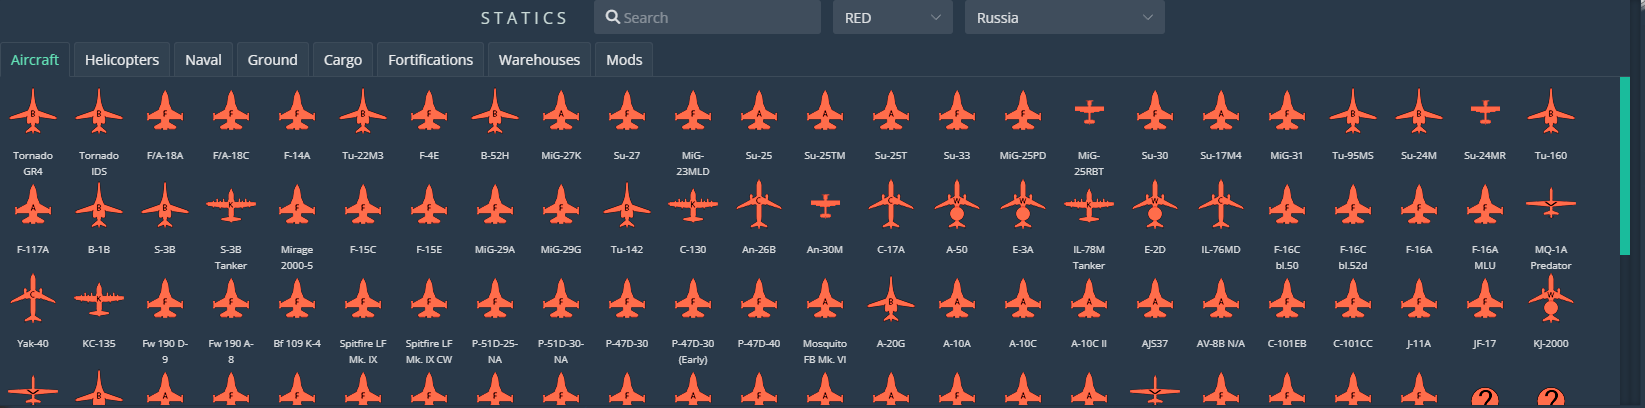 STATICS Search RED Russia
Aircraft Helicopters Naval Ground Cargo Fortifications Warehouses Mods
B B F F F B F B A F F A A A F F F A F B B B
Tornado Tornado F/A-18A F/A-18C F-14A Tu-22M3 F-4E B-52H MiG-27K Su-27 MiG- Su-25 Su-25TM Su-25T Su-33 MiG-25PD MiG- Su-30 Su-17M4 MiG-31 Tu-95MS Su-24M Su-24MR Tu-160
GR4 IDS 23MLD 25RBT
A B B K F F F F F B K C C W W K W C F F F F
F-117A B-1B S-3B S-3B Mirage F-15C F-15E MiG-29A MiG-29G Tu-142 C-130 An-26B An-30M C-17A A-50 E-3A IL-78M E-2D IL-76MD F-16C F-16C F-16A F-16A MQ-1A
Tanker 2000-5 Tanker bl.50 bl.52d MLU Predator
C K F F F F F F F F F F A B A A A A A F F F F W
Yak-40 KC-135 Fw 190 D- Fw 190 A- Bf 109 K-4 Spitfire LF Spitfire LF P-51D-25- P-51D-30- P-47D-30 P-47D-30 P-47D-40 Mosquito A-20G A-10A A-10C A-10C II AJS37 AV-8B N/A C-101EB C-101CC J-11A JF-17 KJ-2000
9 8 Mk. IX Mk. IX CW NA NA (Early) FB Mk. VI
B A F F F F F F F A F A A A A F F F F ? ?